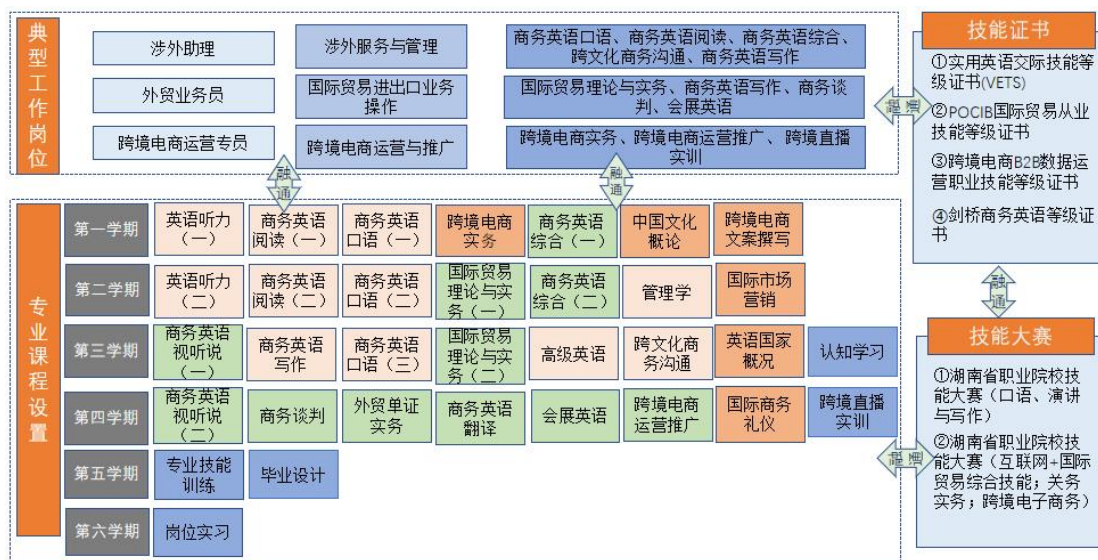 典型工作岗位
涉外助理
外贸业务员
跨境电商运营专员
涉外服务与管理
国际贸易进出口业务
操作
跨境电商运营与推广
商务英语口语、商务英语阅读、商务英语综合、
跨文化商务沟通、商务英语写作
国际贸易理论与实务、商务英语写作、商务谈
判、会展英语
跨境电商实务、跨境电商运营推广、跨境直播
实训
融通
融通
融通
技能证书
①实用英语交际技能等
级证书(VETS)
②POCIB国际贸易从业
技能等级证书
③跨境电商B2B数据运
营职业技能等级证书
④剑桥商务英语等级证
书
融通
专业课程设置
第一学期
英语听力
（一）
商务英语
阅读（一）
商务英语
口语（一）
跨境电商
实务
商务英语
综合（一）
中国文化
概论
跨境电商
文案撰写
第二学期
英语听力
（二）
商务英语
阅读（二）
商务英语
口语（二）
国际贸易
理论与实
务（一）
商务英语
综合（二）
管理学
国际市场
营销
第三学期
商务英语
视听说
（一）
商务英语
写作
商务英语
口语（三）
国际贸易
理论与实
务（二）
高级英语
跨文化商
务沟通
英语国家
概况
认知学习
第四学期
商务英语
视听说
（二）
商务谈判
外贸单证
实务
商务英语
翻译
会展英语
跨境电商
运营推广
国际商务
礼仪
跨境直播
实训
第五学期
专业技能
训练
毕业设计
第六学期
岗位实习
融通
技能大赛
①湖南省职业院校技
能大赛（口语、演讲
与写作）
②湖南省职业院校技
能大赛（互联网+国际
贸易综合技能；关务
实务；跨境电子商务）